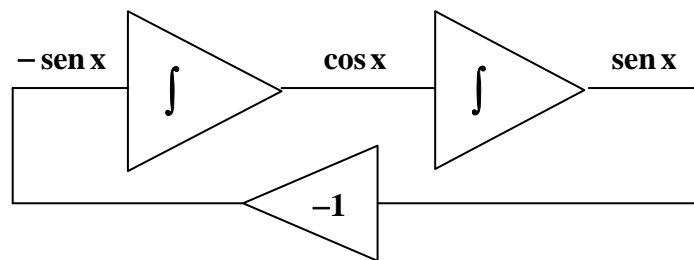 − sen x cos x sen x
∫ ∫
−1